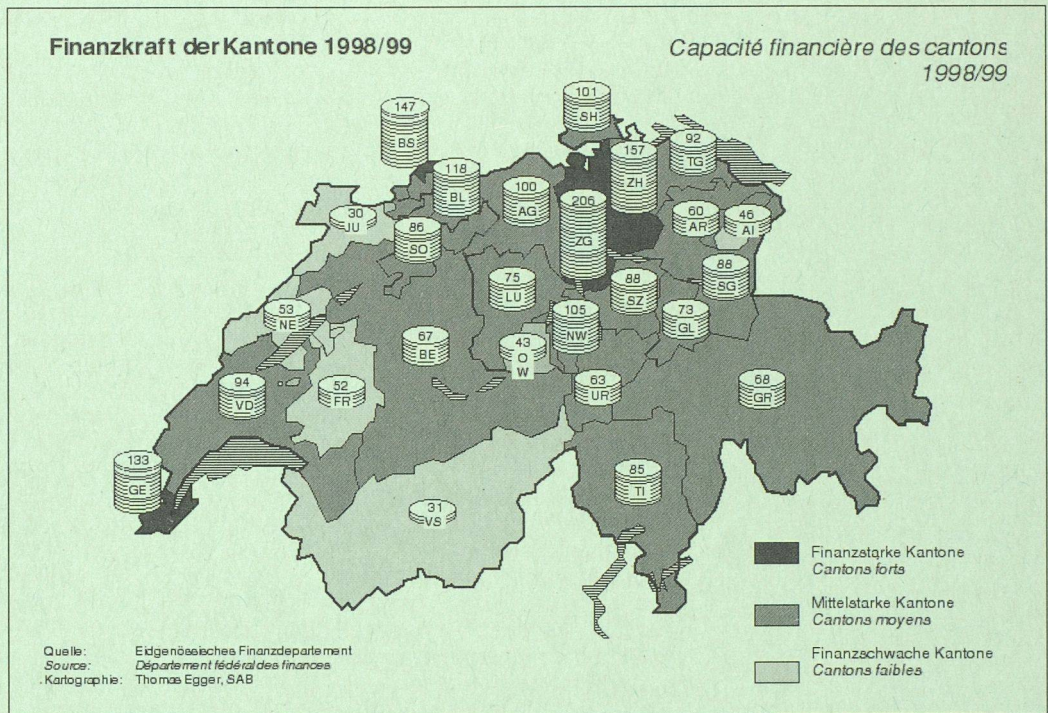 Finanzkraft der Kantone 1998/99
Capacité financière des cantons
1998/99
101
SH
147
BS
157
ZH
92
TG
118
BL
100
AG
206
ZG
60
AR
46
AI
30
JU
86
SO
75
LU
88
SZ
88
SG
53
NE
67
BE
43
O
W
105
NW
73
GL
94
VD
52
FR
63
UR
68
GR
133
GE
31
VS
85
TI
Finanzstarke Kantone
Cantons forts
Mittelstarke Kantone
Cantons moyens
Finanzschwache Kantone
Cantons faibles
Quelle: Eidgenössisches Finanzdepartement
Source: Département fédéral des finances
Kartographie: Thomas Egger, SAB